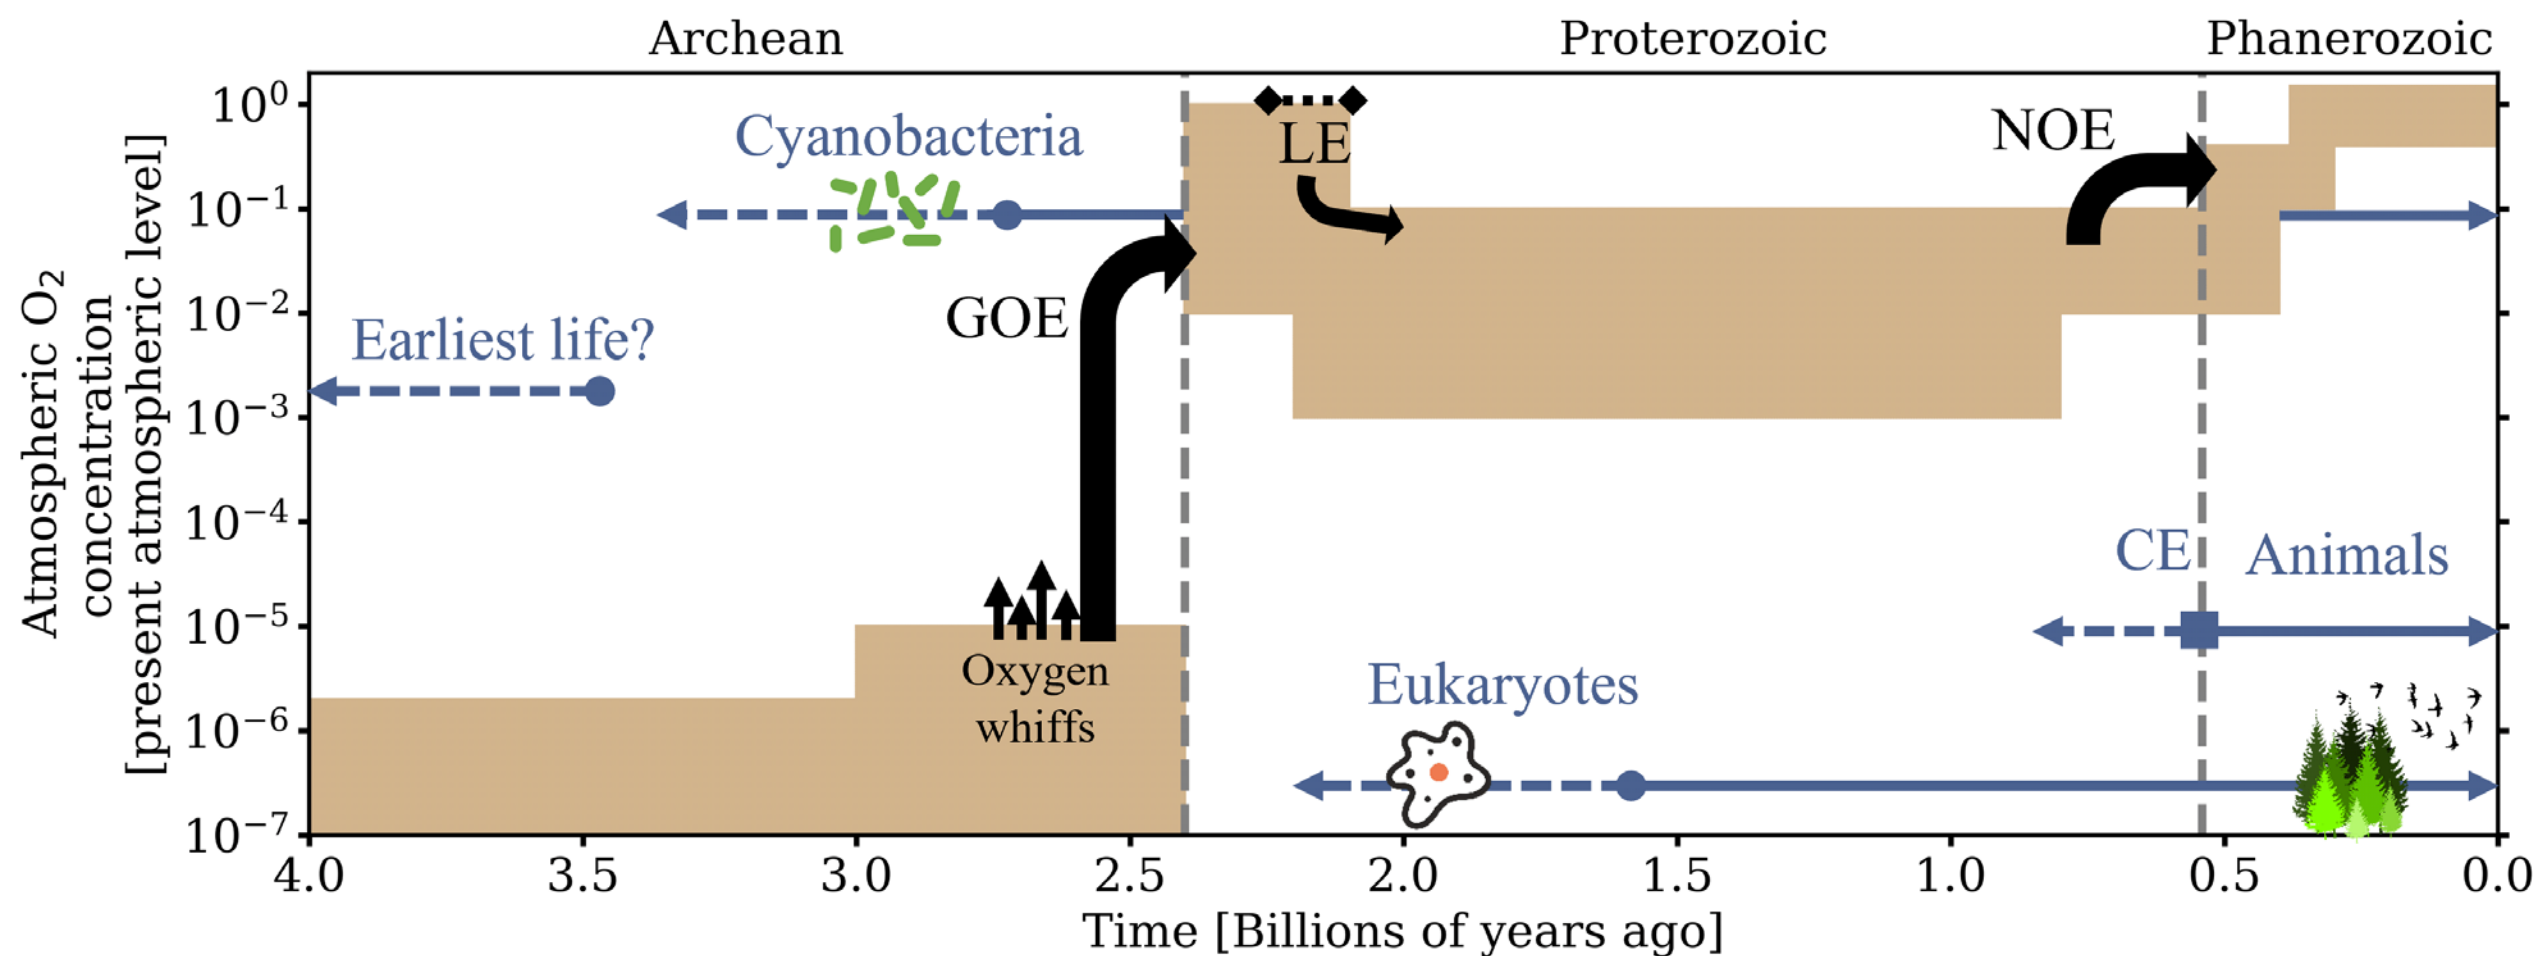 Archean
Proterozoic
Phanerozoic
Atmospheric O₂
concentration
[present atmospheric level]
10⁰
10⁻¹
10⁻²
10⁻³
10⁻⁴
10⁻⁵
10⁻⁶
10⁻⁷
Cyanobacteria
Earliest life?
GOE
Oxygen
whiffs
LE
NOE
CE
Animals
Eukaryotes
4.0
3.5
3.0
2.5
2.0
1.5
1.0
0.5
0.0
Time [Billions of years ago]